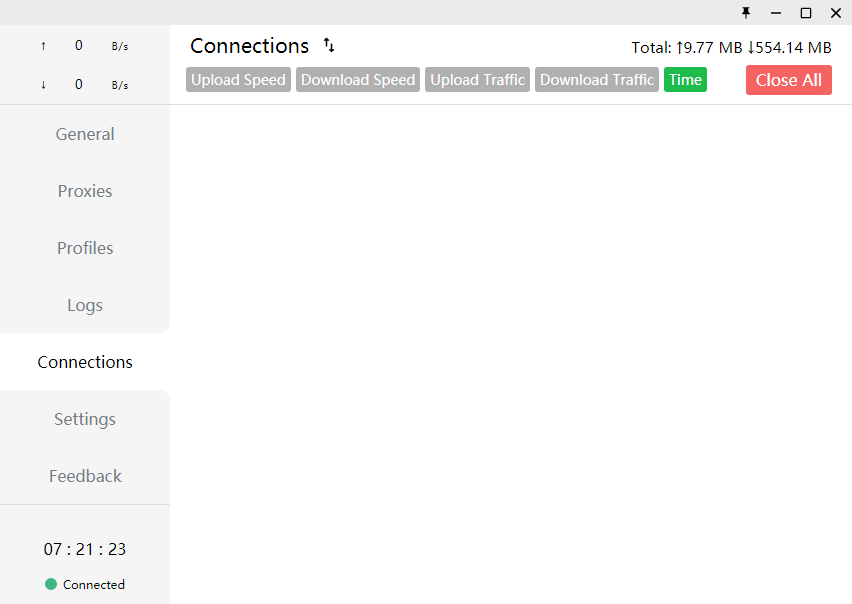 ↑ 0 B/s
↓ 0 B/s
General
Proxies
Profiles
Logs
Connections
Settings
Feedback
07 : 21 : 23
Connected
Connections
Total: ↑9.77 MB ↓554.14 MB
Upload Speed Download Speed Upload Traffic Download Traffic Time Close All